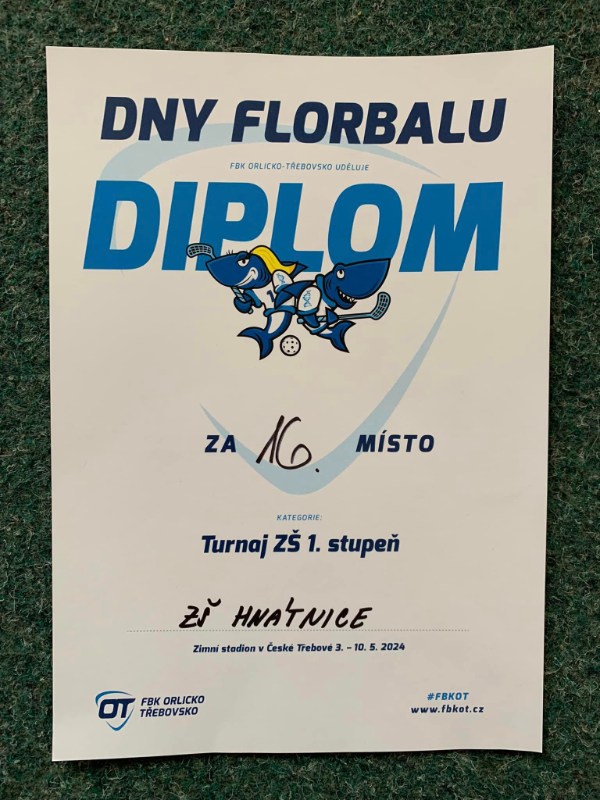 DNY FLORBALU
FBK ORLICKO-TŘEBOVSKO UDĚLUJE
DIPLOM
ZA 16. MÍSTO
KATEGORIE:
Turnaj ZŠ 1. stupeň
ZŠ HNÁTNICE
Zimní stadion v České Třebové 3. – 10. 5. 2024
OT FBK ORLICKO
TŘEBOVSKO
#FBKOT
www.fbkot.cz